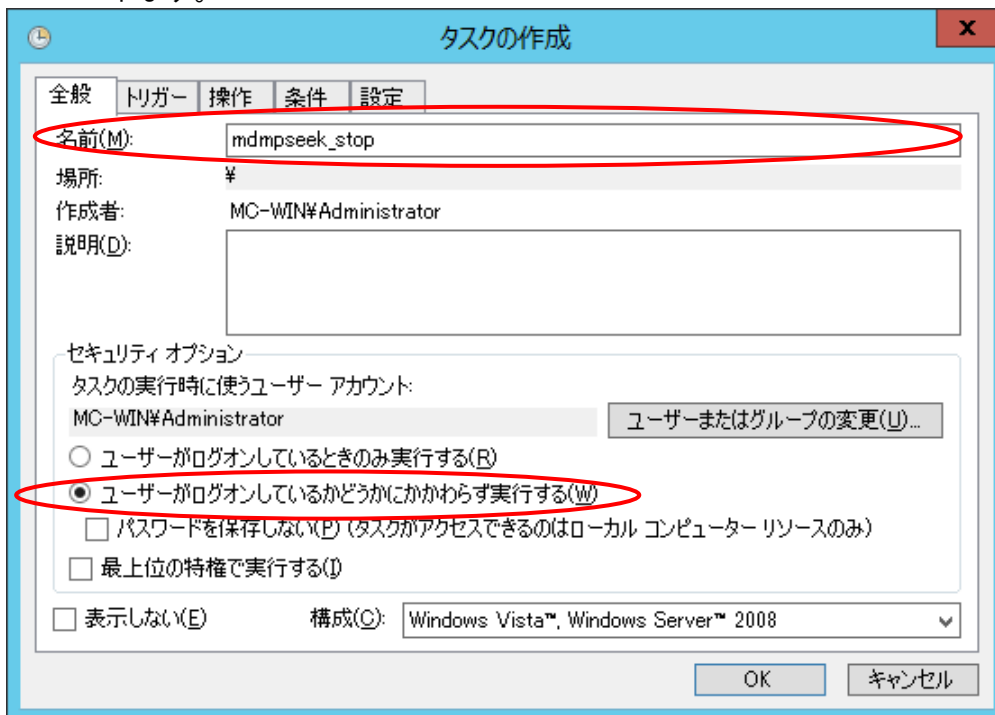 タスクの作成
x
全般 トリガー 操作 条件 設定
名前(M): mdmpseek_stop
場所: ¥
作成者: MC-WIN¥Administrator
説明(D):
セキュリティ オプション
タスクの実行時に使うユーザー アカウント:
MC-WIN¥Administrator ユーザーまたはグループの変更(U)...
ユーザーがログオンしているときのみ実行する(R)
ユーザーがログオンしているかどうかにかかわらず実行する(W)
パスワードを保存しない(P) (タスクがアクセスできるのはローカル コンピューター リソースのみ)
最上位の特権で実行する(I)
表示しない(E) 構成(C): Windows Vista™, Windows Server™ 2008
OK キャンセル